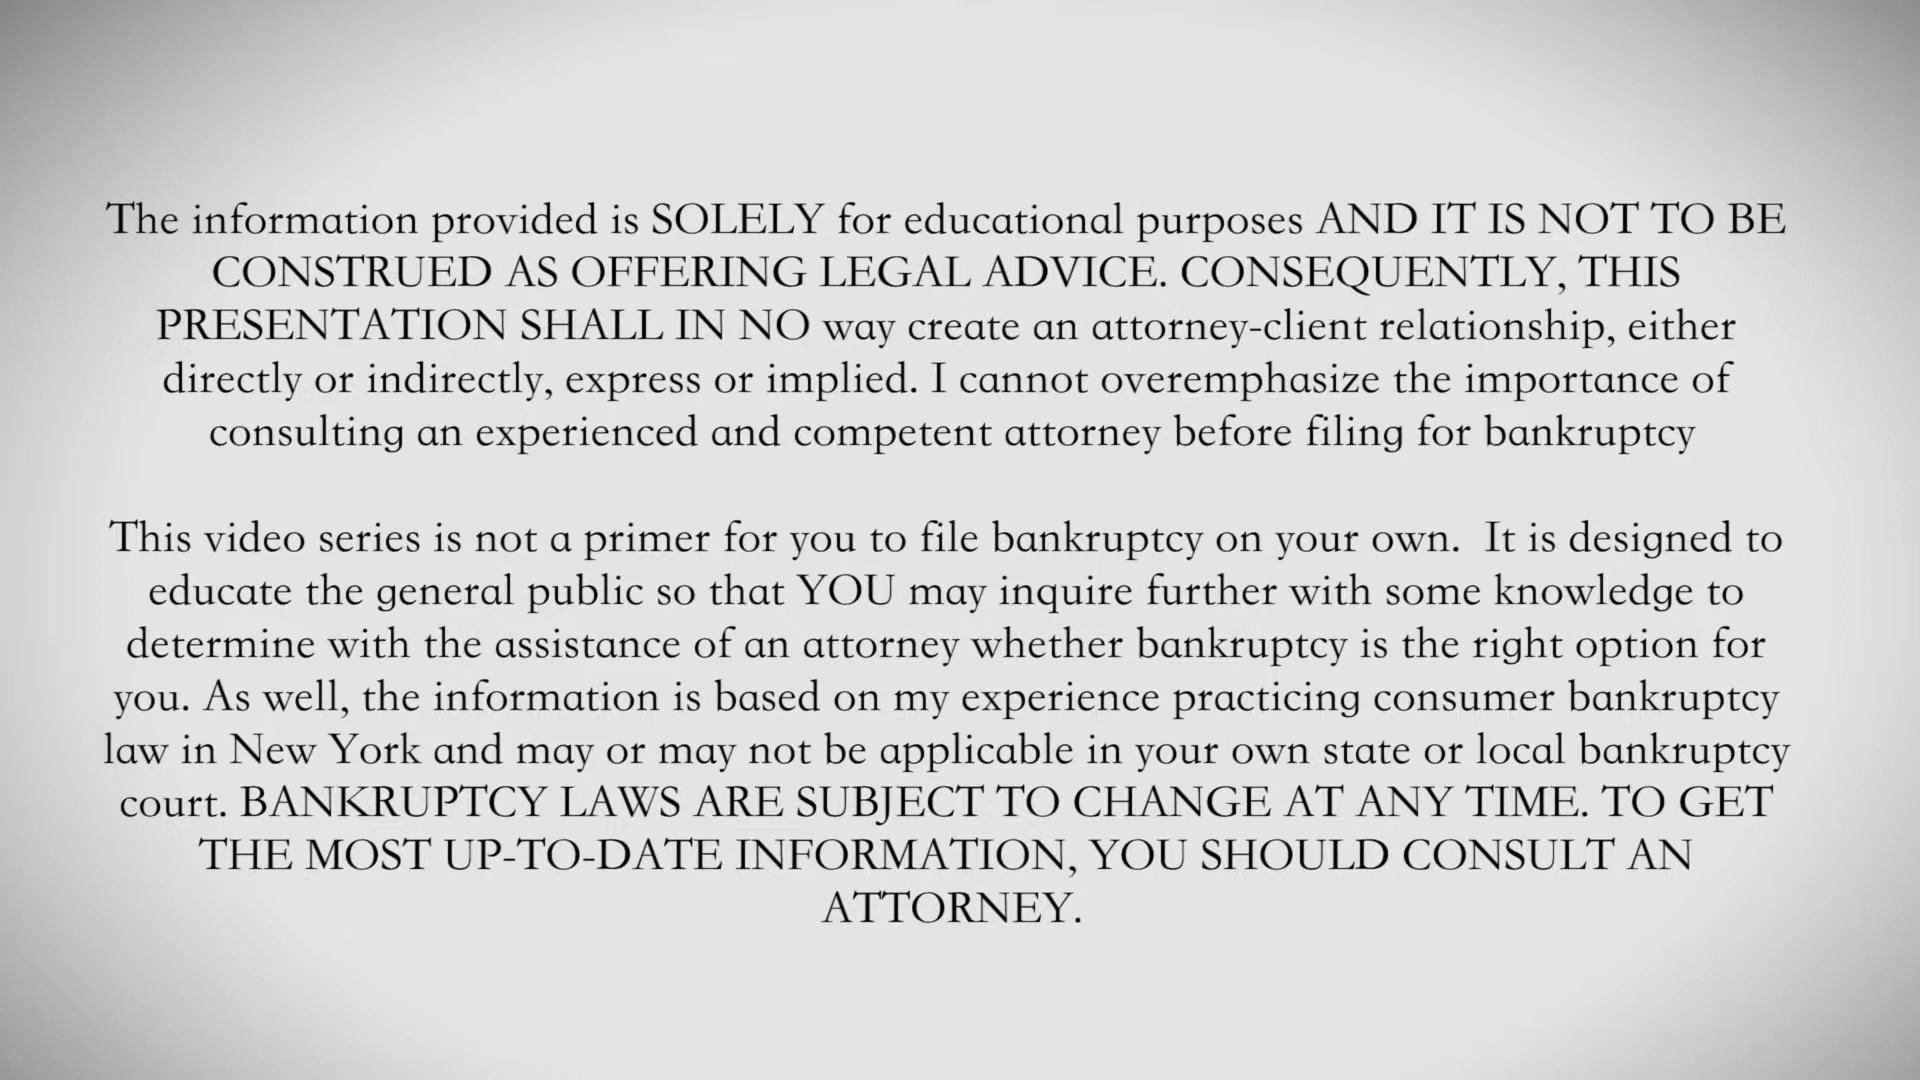 The information provided is SOLELY for educational purposes AND IT IS NOT TO BE
CONSTRUED AS OFFERING LEGAL ADVICE. CONSEQUENTLY, THIS
PRESENTATION SHALL IN NO way create an attorney-client relationship, either
directly or indirectly, express or implied. I cannot overemphasize the importance of
consulting an experienced and competent attorney before filing for bankruptcy
This video series is not a primer for you to file bankruptcy on your own.  It is designed to
educate the general public so that YOU may inquire further with some knowledge to
determine with the assistance of an attorney whether bankruptcy is the right option for
you. As well, the information is based on my experience practicing consumer bankruptcy
law in New York and may or may not be applicable in your own state or local bankruptcy
court. BANKRUPTCY LAWS ARE SUBJECT TO CHANGE AT ANY TIME. TO GET
THE MOST UP-TO-DATE INFORMATION, YOU SHOULD CONSULT AN
ATTORNEY.